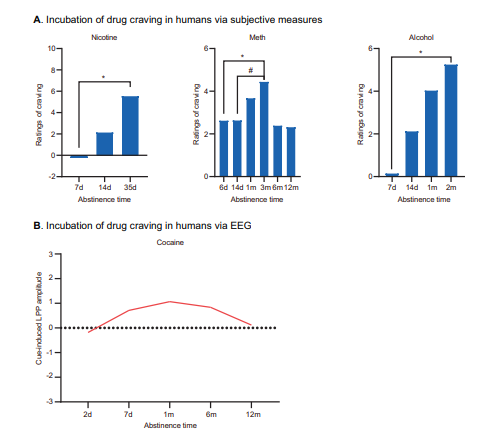 A. Incubation of drug craving in humans via subjective measures
Nicotine
Meth
Alcohol
Ratings of craving
10
8
6
4
2
0
-2
*
7d 14d 35d
Abstinence time
Ratings of craving
6
4
2
0
*
#
6d 14d 1m 3m 6m 12m
Abstinence time
Ratings of craving
6
4
2
0
*
7d 14d 1m 2m
Abstinence time
B. Incubation of drug craving in humans via EEG
Cocaine
Cue-induced LPP amplitude
3
2
1
0
-1
-2
-3
2d 7d 1m 6m 12m
Abstinence time